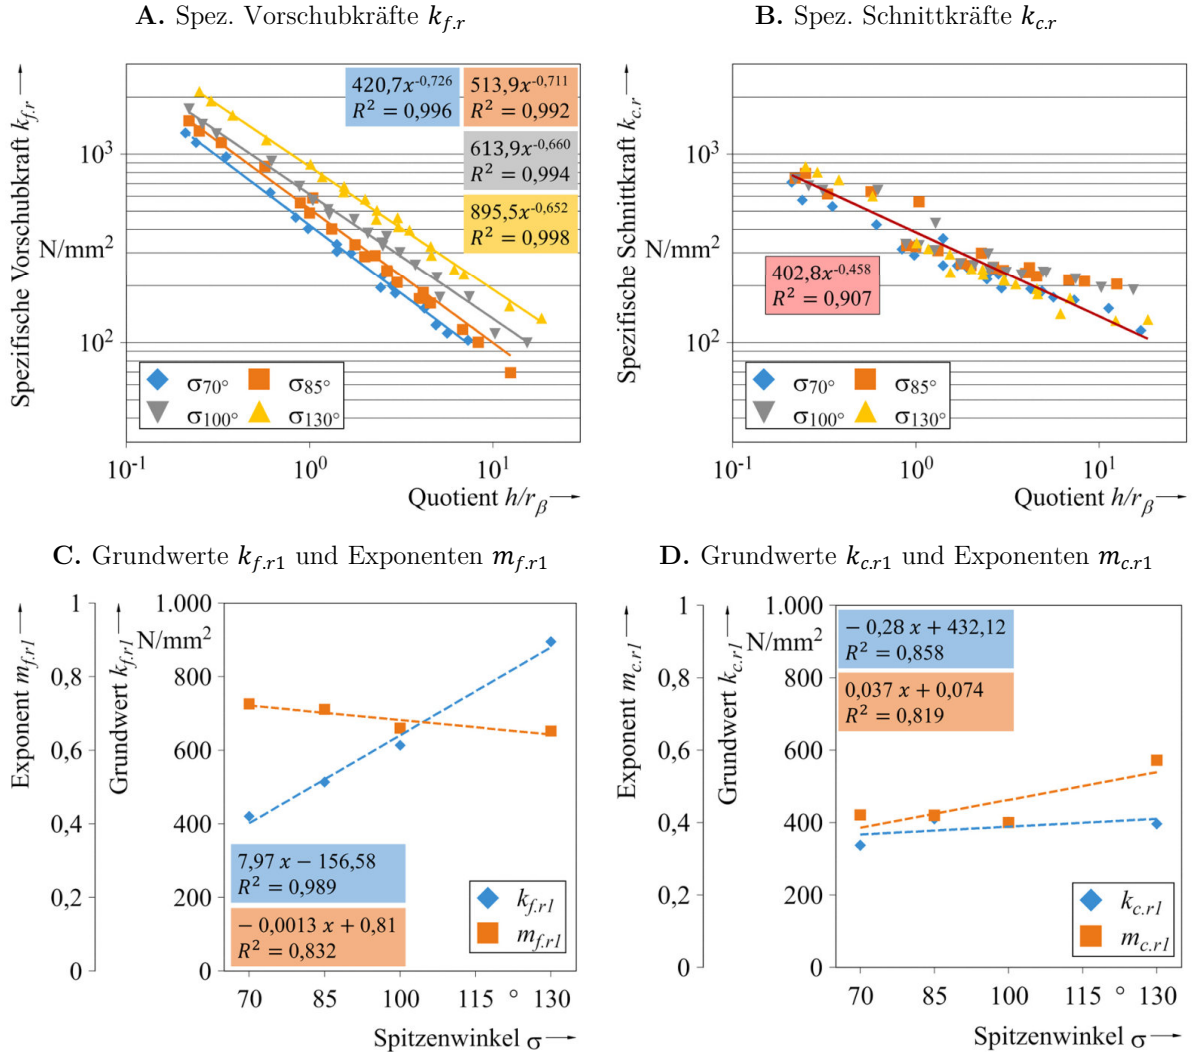 A. Spez. Vorschubkräfte k_f.r
Spezifische Vorschubkraft k_f.r
10³
N/mm²
10²
420,7x^-0,726
R² = 0,996
513,9x^-0,711
R² = 0,992
613,9x^-0,660
R² = 0,994
895,5x^-0,652
R² = 0,998
σ70°
σ85°
σ100°
σ130°
10^-1
10⁰
10¹
Quotient h/r_β
B. Spez. Schnittkräfte k_c.r
Spezifische Schnittkraft k_c.r
10³
N/mm²
10²
402,8x^-0,458
R² = 0,907
σ70°
σ85°
σ100°
σ130°
10^-1
10⁰
10¹
Quotient h/r_β
C. Grundwerte k_f.r1 und Exponenten m_f.r1
Exponent m_f.r1
1
0,8
0,6
0,4
0,2
0
Grundwert k_f.r1
1.000
N/mm²
800
600
400
200
0
7,97 x − 156,58
R² = 0,989
− 0,0013 x + 0,81
R² = 0,832
k_f.r1
m_f.r1
70
85
100
115
°
130
Spitzenwinkel σ
D. Grundwerte k_c.r1 und Exponenten m_c.r1
Exponent m_c.r1
1
0,8
0,6
0,4
0,2
0
Grundwert k_c.r1
1.000
N/mm²
800
600
400
200
0
− 0,28 x + 432,12
R² = 0,858
0,037 x + 0,074
R² = 0,819
k_c.r1
m_c.r1
70
85
100
115
°
130
Spitzenwinkel σ